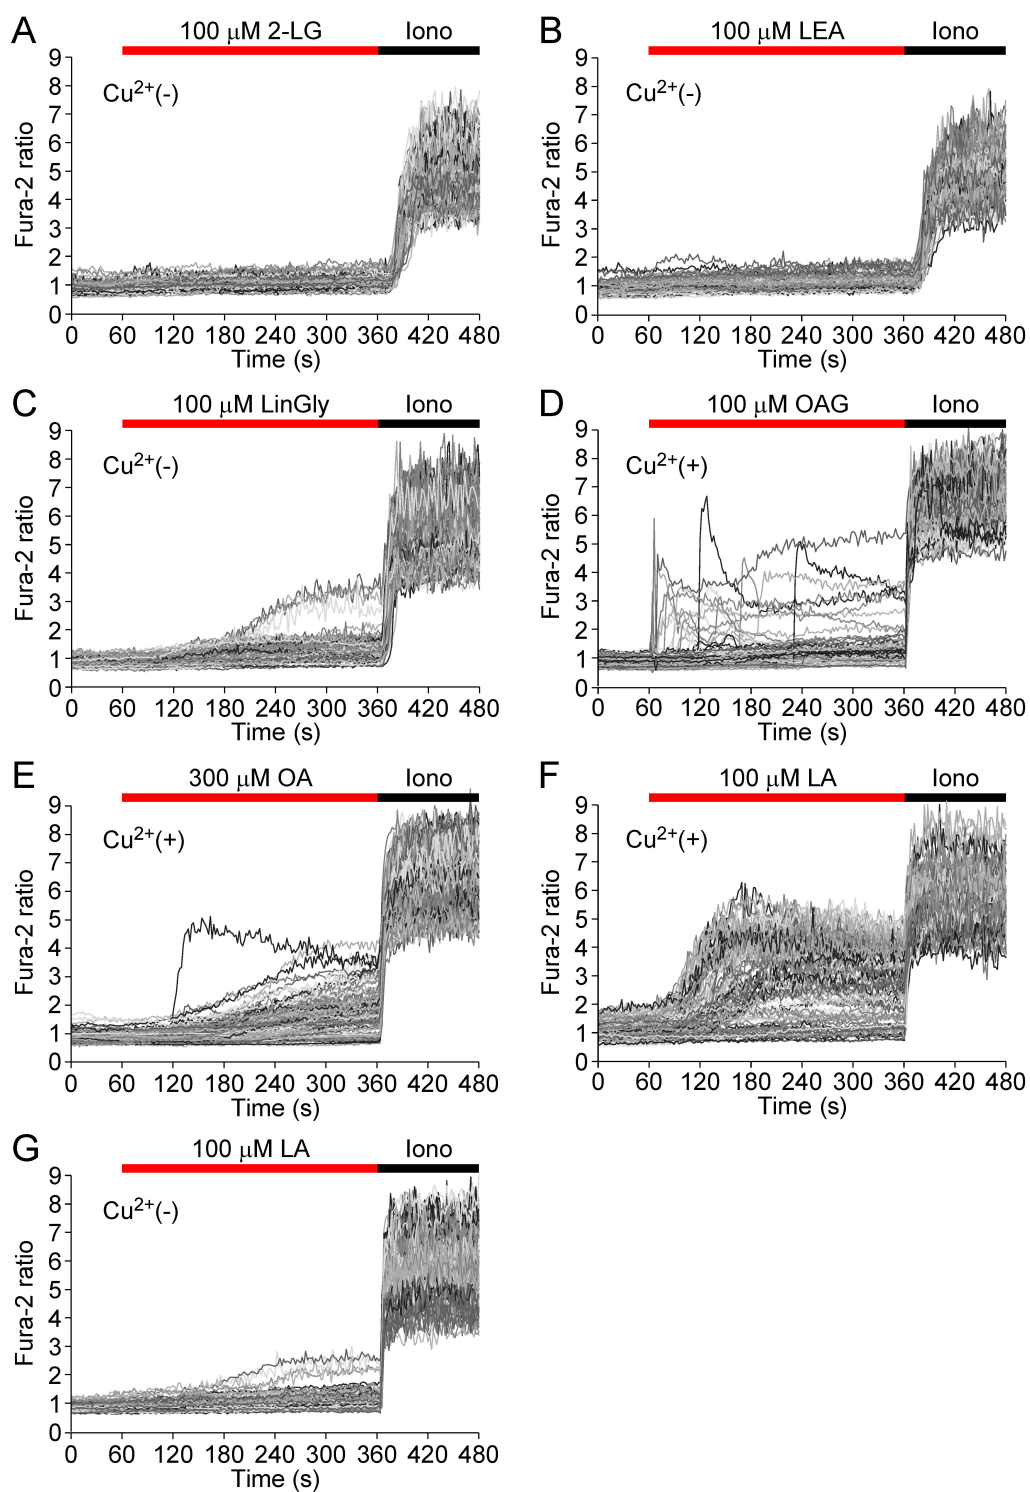 A
100 μM 2-LG
Iono
Cu²⁺(-)
Fura-2 ratio
9
8
7
6
5
4
3
2
1
0
0 60 120 180 240 300 360 420 480
Time (s)
B
100 μM LEA
Iono
Cu²⁺(-)
Fura-2 ratio
9
8
7
6
5
4
3
2
1
0
0 60 120 180 240 300 360 420 480
Time (s)
C
100 μM LinGly
Iono
Cu²⁺(-)
Fura-2 ratio
9
8
7
6
5
4
3
2
1
0
0 60 120 180 240 300 360 420 480
Time (s)
D
100 μM OAG
Iono
Cu²⁺(+)
Fura-2 ratio
9
8
7
6
5
4
3
2
1
0
0 60 120 180 240 300 360 420 480
Time (s)
E
300 μM OA
Iono
Cu²⁺(+)
Fura-2 ratio
9
8
7
6
5
4
3
2
1
0
0 60 120 180 240 300 360 420 480
Time (s)
F
100 μM LA
Iono
Cu²⁺(+)
Fura-2 ratio
9
8
7
6
5
4
3
2
1
0
0 60 120 180 240 300 360 420 480
Time (s)
G
100 μM LA
Iono
Cu²⁺(-)
Fura-2 ratio
9
8
7
6
5
4
3
2
1
0
0 60 120 180 240 300 360 420 480
Time (s)